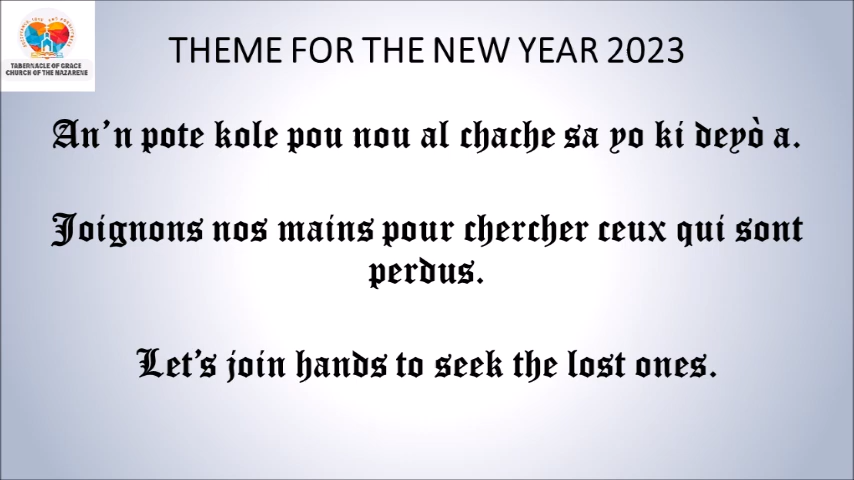 TABERNACLE OF GRACE
CHURCH OF THE NAZARENE
THEME FOR THE NEW YEAR 2023
An'n pote kole pou nou al chache sa yo ki deyò a.
Joignons nos mains pour chercher ceux qui sont
perdus.
Let's join hands to seek the lost ones.